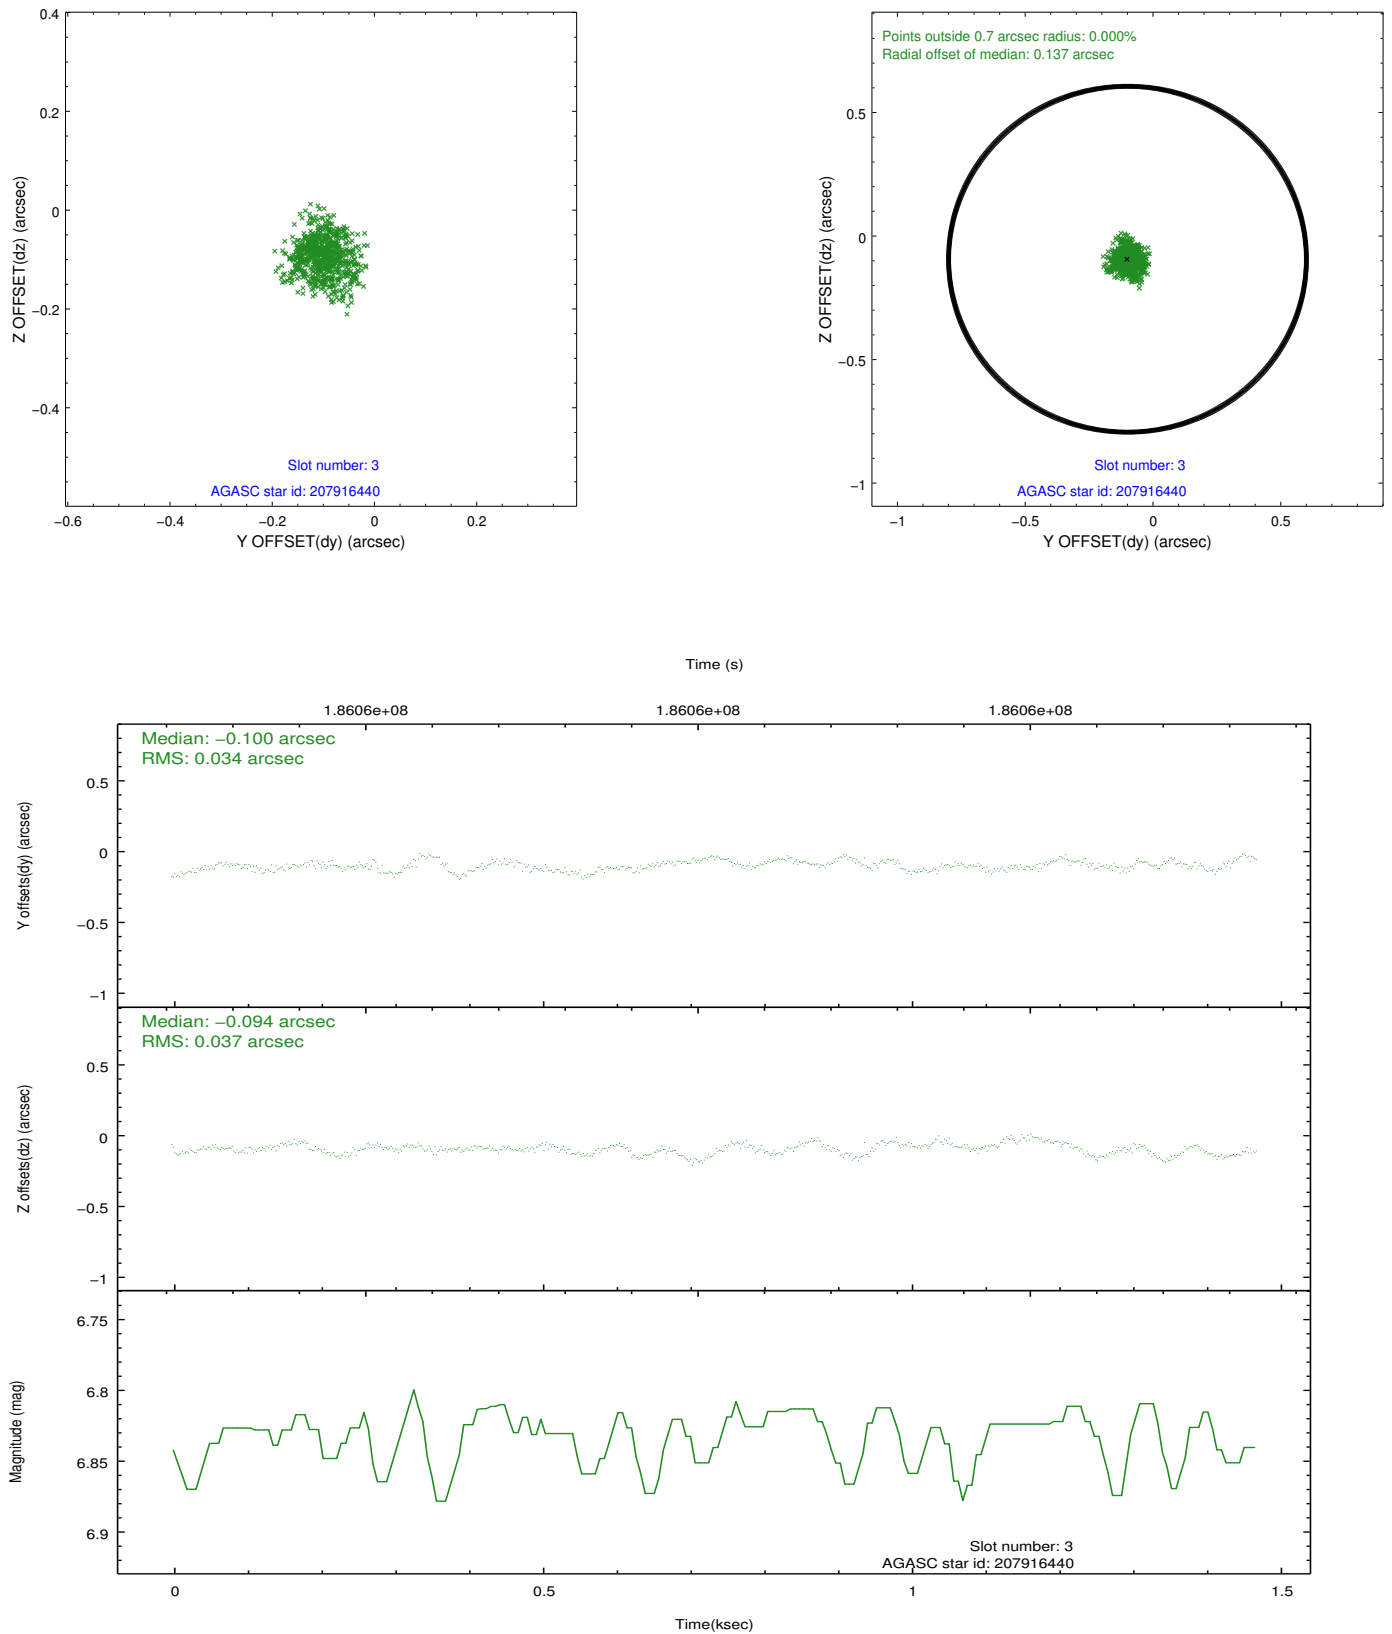 0.4
0.2
0
−0.2
−0.4
−0.6
−0.4
−0.2
0
0.2
Z OFFSET(dz) (arcsec)
Y OFFSET(dy) (arcsec)
Slot number: 3
AGASC star id: 207916440
Points outside 0.7 arcsec radius: 0.000%
Radial offset of median: 0.137 arcsec
0.5
0
−0.5
−1
−1
−0.5
0
0.5
Z OFFSET(dz) (arcsec)
Y OFFSET(dy) (arcsec)
Slot number: 3
AGASC star id: 207916440
Time (s)
1.8606e+08
1.8606e+08
1.8606e+08
Median: −0.100 arcsec
RMS: 0.034 arcsec
0.5
0
−0.5
−1
Y offsets(dy) (arcsec)
Median: −0.094 arcsec
RMS: 0.037 arcsec
0.5
0
−0.5
−1
Z offsets(dz) (arcsec)
6.75
6.8
6.85
6.9
Magnitude (mag)
Slot number: 3
AGASC star id: 207916440
0
0.5
1
1.5
Time(ksec)